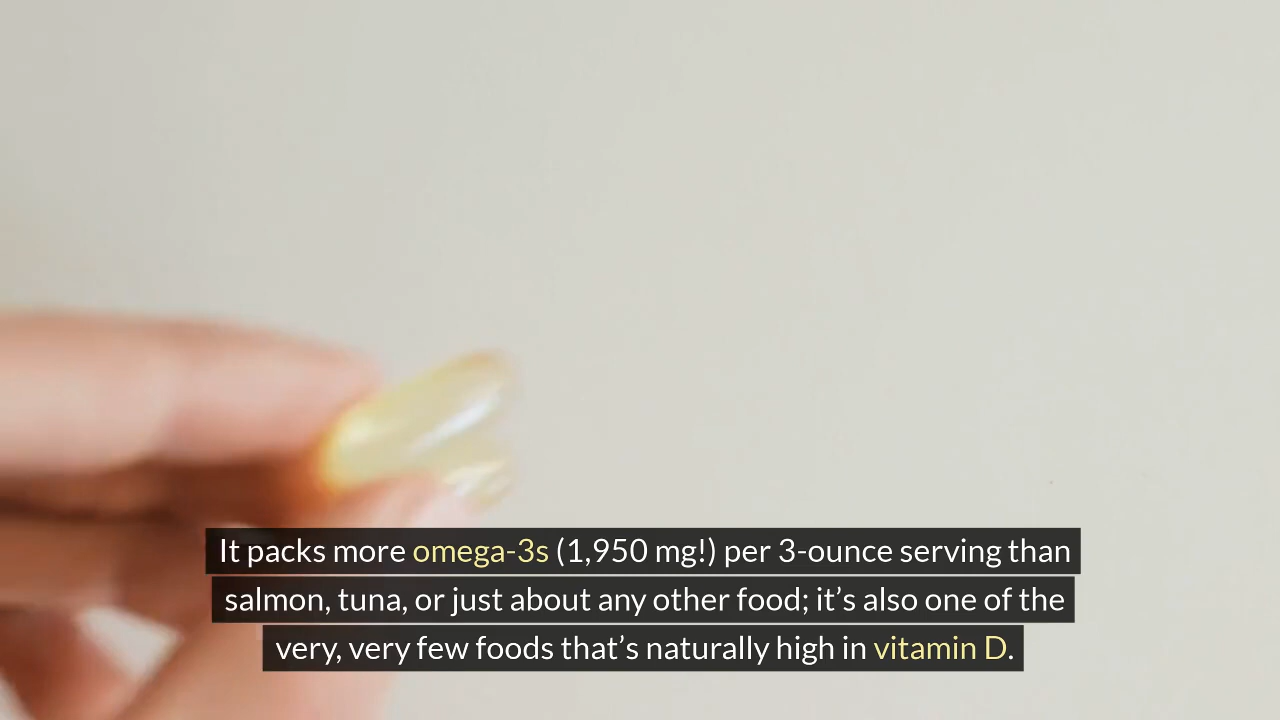 It packs more omega-3s (1,950 mg!) per 3-ounce serving than
salmon, tuna, or just about any other food; it’s also one of the
very, very few foods that’s naturally high in vitamin D.